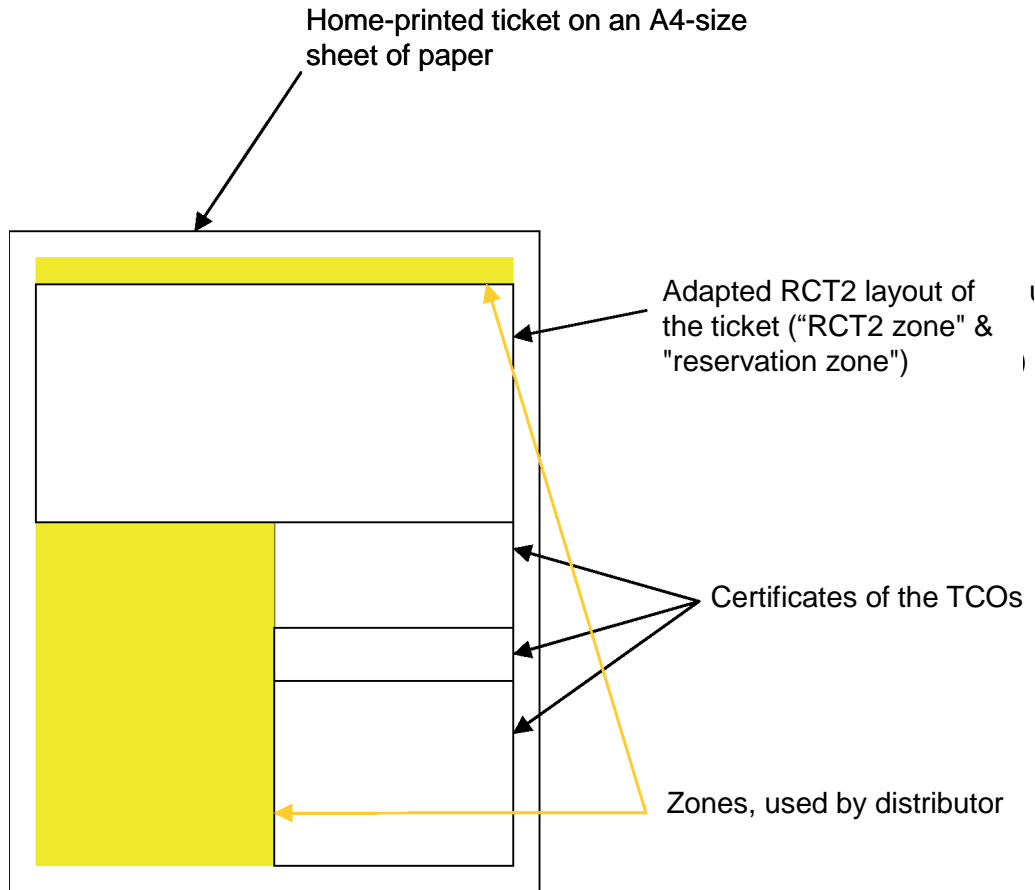 Home-printed ticket on an A4-size
sheet of paper
Adapted RCT2 layout of
the ticket (“RCT2 zone" &
"reservation zone")
Certificates of the TCOs
Zones, used by distributor